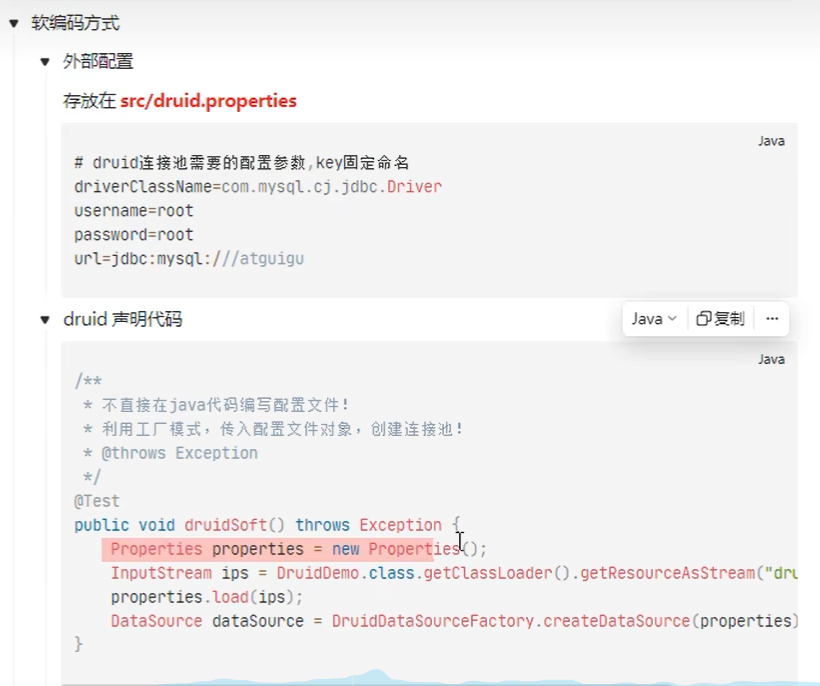 软编码方式
外部配置
存放在 src/druid.properties
Java
# druid连接池需要的配置参数,key固定命名
driverClassName=com.mysql.cj.jdbc.Driver
username=root
password=root
url=jdbc:mysql:///atguigu
druid 声明代码
Java 复制 ···
Java
/**
* 不直接在java代码编写配置文件!
* 利用工厂模式，传入配置文件对象，创建连接池!
* @throws Exception
*/
@Test
public void druidSoft() throws Exception {
Properties properties = new Properties();
InputStream ips = DruidDemo.class.getClassLoader().getResourceAsStream("dru
properties.load(ips);
DataSource dataSource = DruidDataSourceFactory.createDataSource(properties)
}